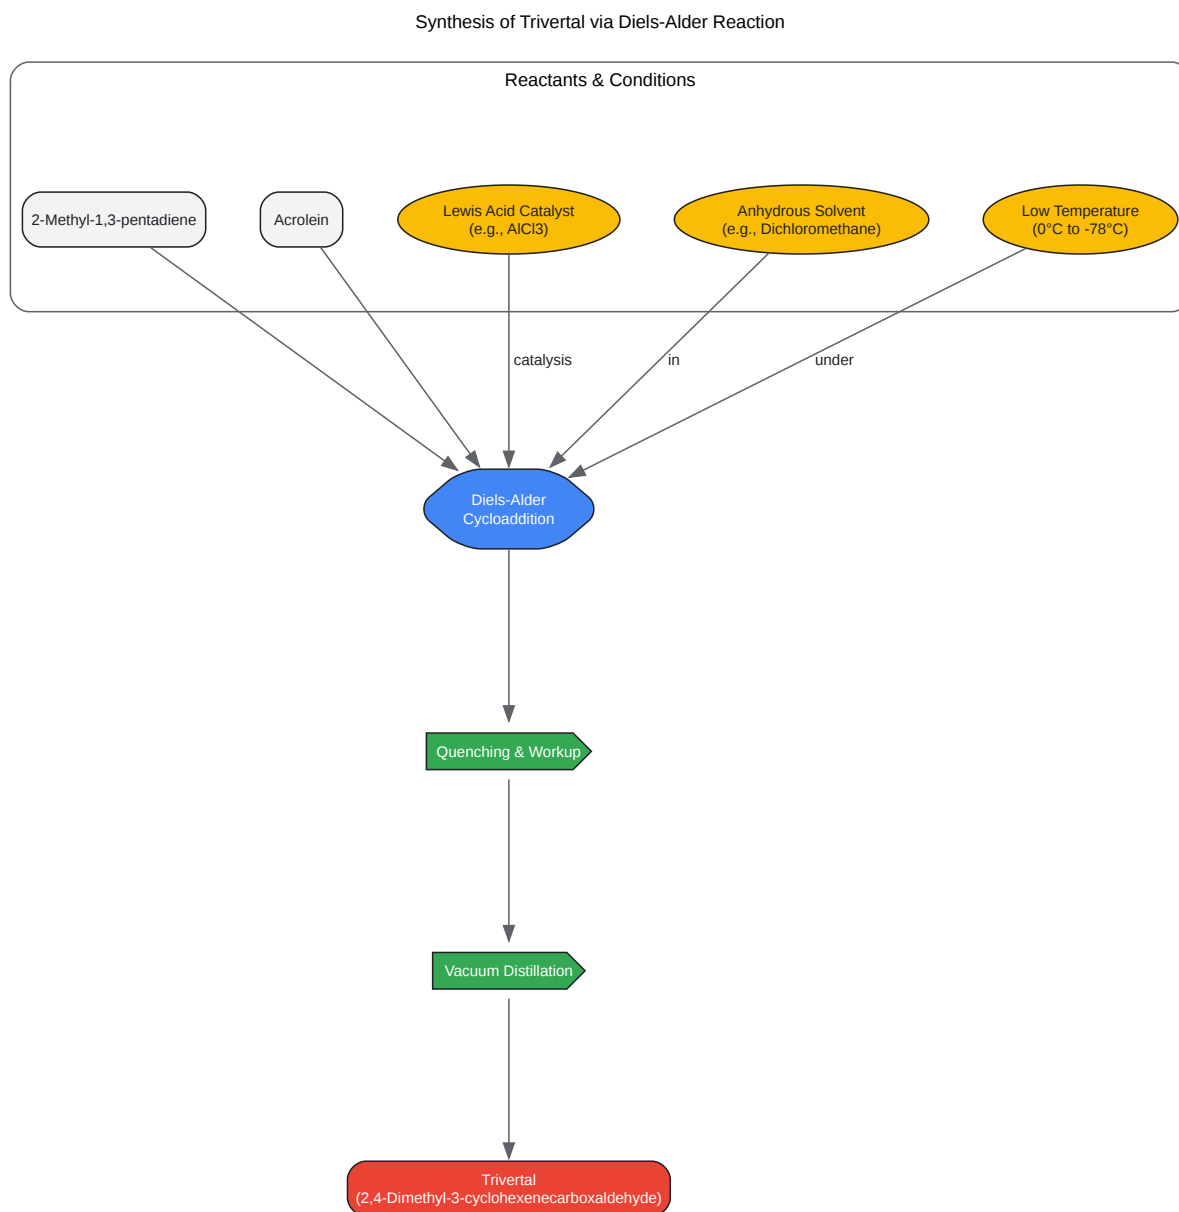 Synthesis of Trivertal via Diels-Alder Reaction
Reactants & Conditions
2-Methyl-1,3-pentadiene
Acrolein
Lewis Acid Catalyst
(e.g., AlCl3)
Anhydrous Solvent
(e.g., Dichloromethane)
Low Temperature
(0°C to -78°C)
catalysis
in
under
Diels-Alder
Cycloaddition
Quenching & Workup
Vacuum Distillation
Trivertal
(2,4-Dimethyl-3-cyclohexenecarboxaldehyde)